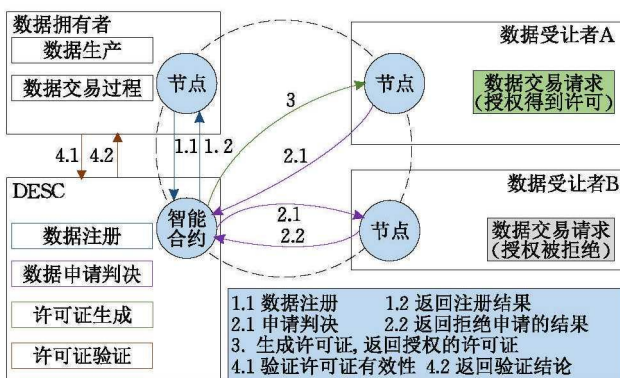 数据拥有者
数据生产
数据交易过程
节点
数据受让者A
节点
数据交易请求
(授权得到许可)
3
4.1
4.2
1.1
1.2
2.1
DESC
数据注册
数据申请判决
许可证生成
许可证验证
智能
合约
2.1
2.2
节点
数据受让者B
数据交易请求
(授权被拒绝)
1.1 数据注册 1.2 返回注册结果
2.1 申请判决 2.2 返回拒绝申请的结果
3. 生成许可证,返回授权的许可证
4.1 验证许可证有效性 4.2 返回验证结论